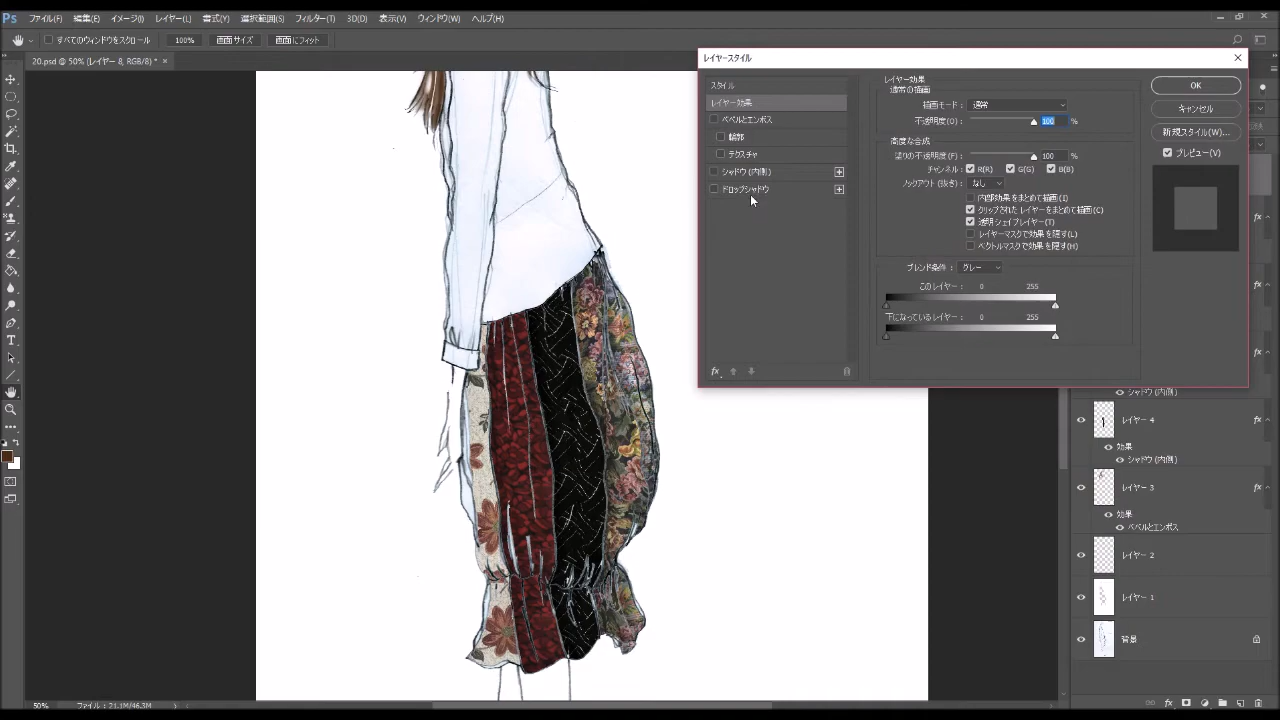 Ps ファイル(F) 編集(E) イメージ(I) レイヤー(L) 書式(Y) 選択範囲(S) フィルター(T) 3D(D) 表示(V) ウィンドウ(W) ヘルプ(H)
すべてのウィンドウをスクロール 100% 画面サイズ 画面にフィット
20.psd @ 50% (レイヤー 8, RGB/8) *
レイヤースタイル
スタイル
レイヤー効果
ベベルとエンボス
輪郭
テクスチャ
シャドウ (内側)
ドロップシャドウ
fx
レイヤー効果
通常の描画
描画モード : 通常
不透明度(O) : 100 %
高度な合成
塗りの不透明度(F) : 100 %
チャンネル : R(R) G(G) B(B)
ノックアウト (抜き) : なし
内部効果をまとめて描画(I)
クリップされたレイヤーをまとめて描画(C)
透明シェイプレイヤー(T)
レイヤーマスクで効果を隠す(L)
ベクトルマスクで効果を隠す(H)
ブレンド条件 : グレー
このレイヤー : 0 255
下になっているレイヤー : 0 255
OK
キャンセル
新規スタイル(W)...
プレビュー(V)
fx
fx
fx
シャドウ (内側)
レイヤー 4 fx
効果
シャドウ (内側)
レイヤー 3 fx
効果
ベベルとエンボス
レイヤー 2
レイヤー 1
背景
50% ファイル : 21.1M/46.3M
fx